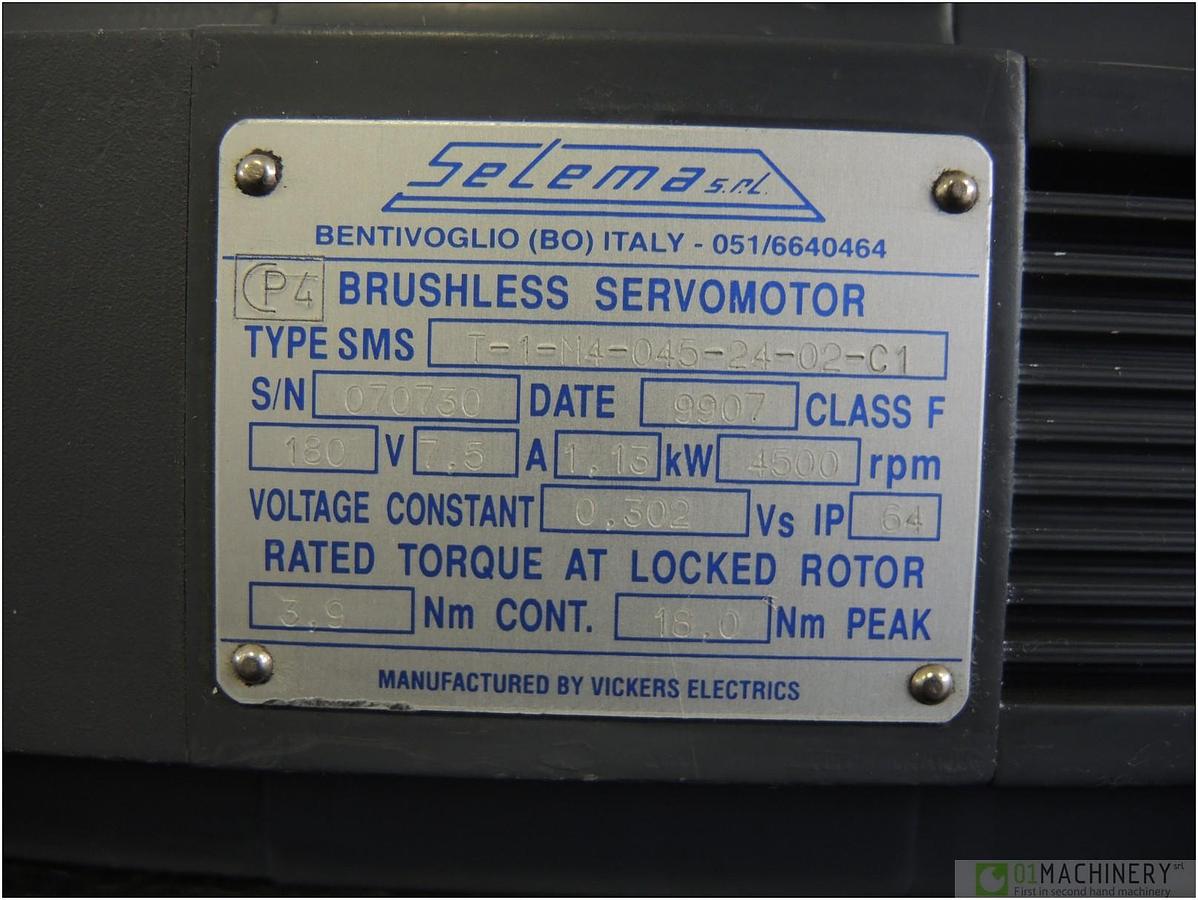 Selema s.r.l.
BENTIVOGLIO (BO) ITALY - 051/6640464
CP4 BRUSHLESS SERVOMOTOR
TYPE SMS T-1-M4-045-24-02-C1
S/N 070730 DATE 9907 CLASS F
180 V 7,5 A 1,13 kW 4500 rpm
VOLTAGE CONSTANT 0,302 Vs IP 64
RATED TORQUE AT LOCKED ROTOR
3,9 Nm CONT. 18,0 Nm PEAK
MANUFACTURED BY VICKERS ELECTRICS
01MACHINERY srl
First in second hand machinery